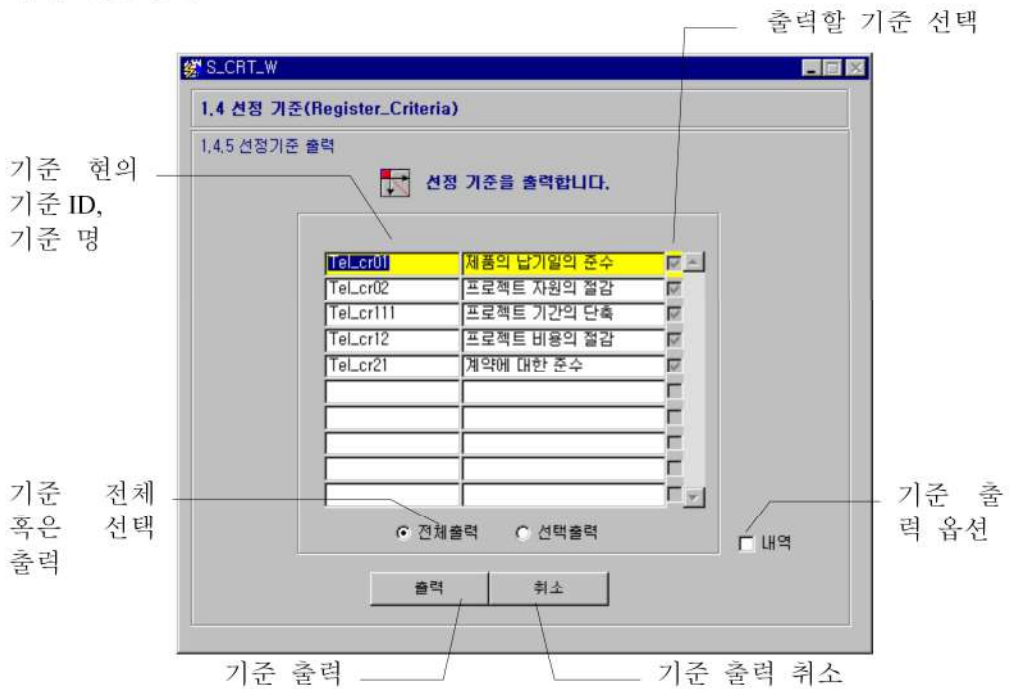 출력할 기준 선택
S_CRT_W
1.4 선정 기준(Register_Criteria)
1.4.5 선정기준 출력
선정 기준을 출력합니다.
기준 현의
기준 ID,
기준 명
Tel_cr01 제품의 납기일의 준수
Tel_cr02 프로젝트 자원의 절감
Tel_cr111 프로젝트 기간의 단축
Tel_cr12 프로젝트 비용의 절감
Tel_cr21 계약에 대한 준수
기준 전체
혹은 선택
출력
전체출력 선택출력
내역
기준 출
력 옵션
출력 취소
기준 출력
기준 출력 취소